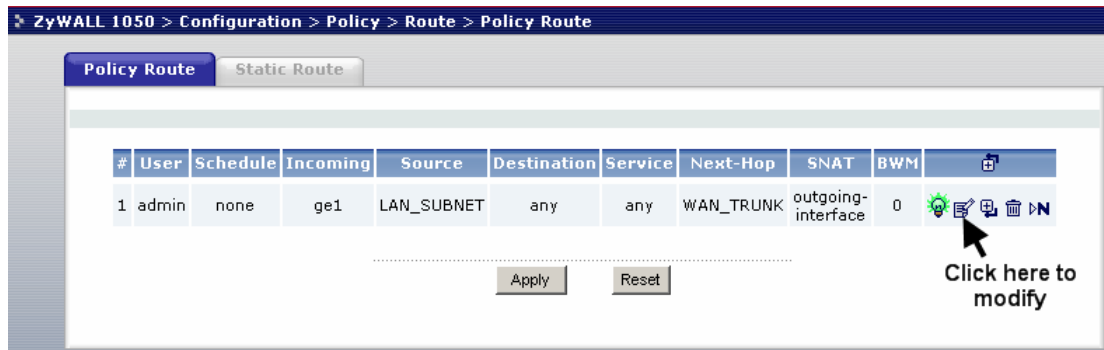 ZyWALL 1050 > Configuration > Policy > Route > Policy Route
Policy Route Static Route
# User Schedule Incoming Source Destination Service Next-Hop SNAT BWM
1 admin none ge1 LAN_SUBNET any any WAN_TRUNK outgoing-interface 0 N
Apply Reset
Click here to
modify